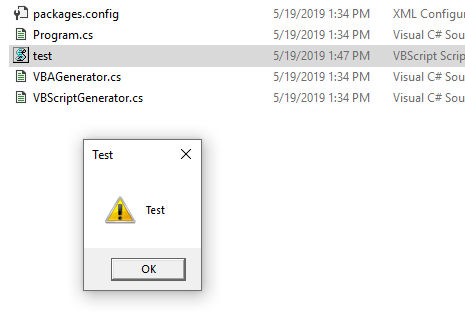 packages.config 5/19/2019 1:34 PM XML Configur
Program.cs 5/19/2019 1:34 PM Visual C# Sou
test 5/19/2019 1:47 PM VBScript Scrip
VBAGenerator.cs 5/19/2019 1:34 PM Visual C# Sou
VBScriptGenerator.cs 5/19/2019 1:34 PM Visual C# Sou
Test
Test
OK